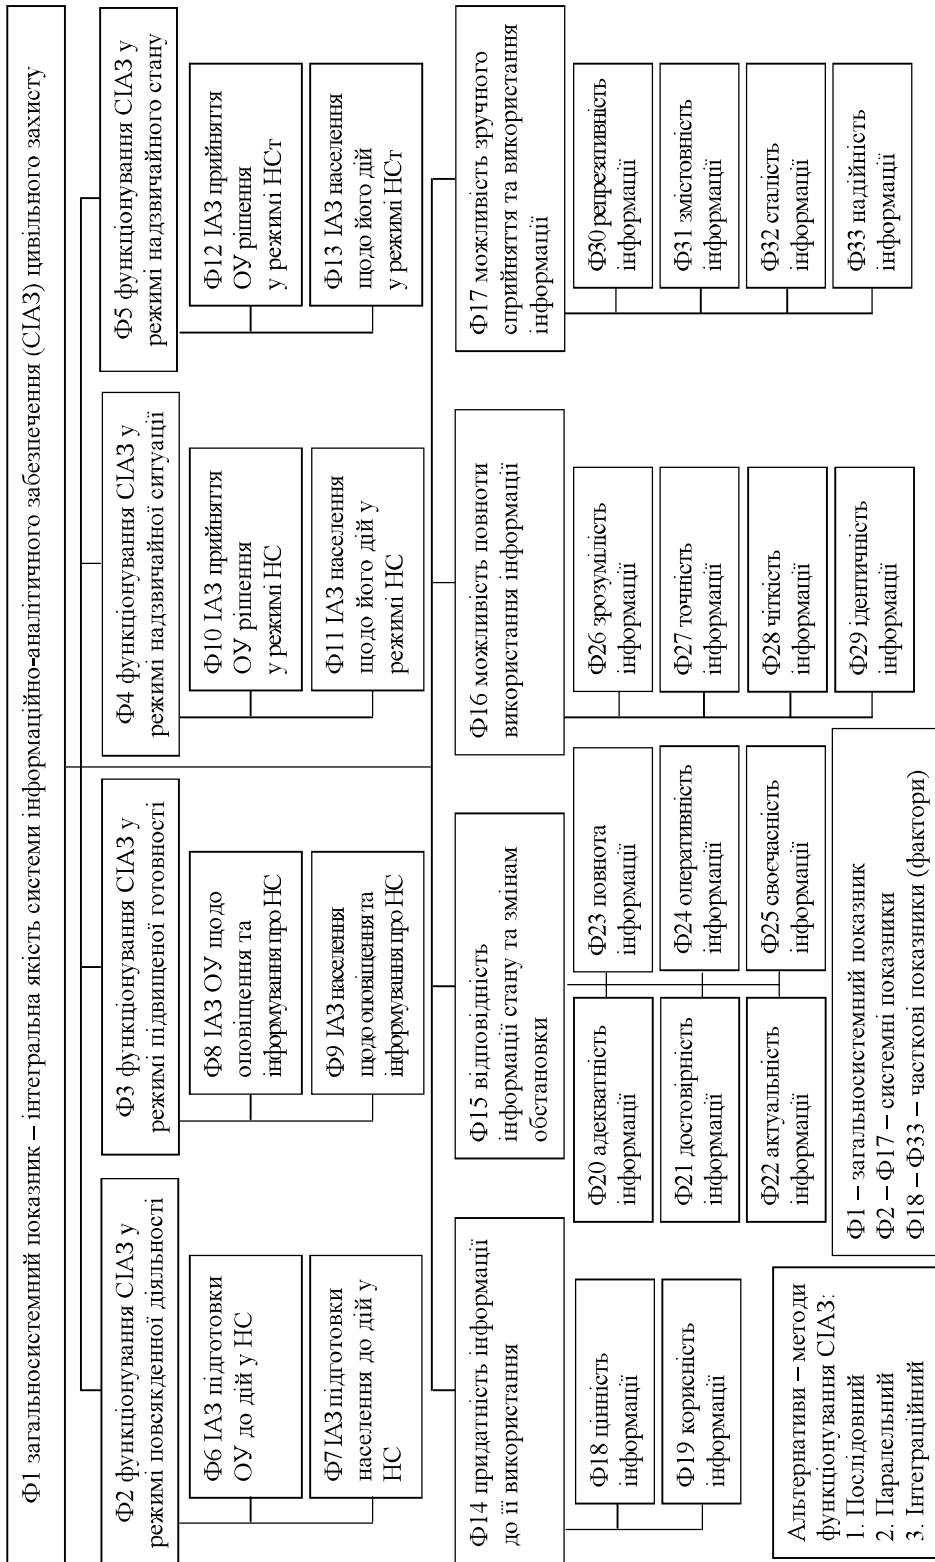 Ф1 загальносистемний показник – інтегральна якість системи інформаційно-аналітичного забезпечення (СІАЗ) цивільного захисту
Ф2 функціонування СІАЗ у
режимі повсякденної діяльності
Ф3 функціонування СІАЗ у
режимі підвищеної готовності
Ф4 функціонування СІАЗ у
режимі надзвичайної ситуації
Ф5 функціонування СІАЗ у
режимі надзвичайного стану
Ф6 ІАЗ підготовки
ОУ до дій у НС
Ф7 ІАЗ підготовки
населення до дій у
НС
Ф8 ІАЗ ОУ щодо
оповіщення та
інформування про НС
Ф9 ІАЗ населення
щодо оповіщення та
інформування про НС
Ф10 ІАЗ прийняття
ОУ рішення
у режимі НС
Ф11 ІАЗ населення
щодо його дій у
режимі НС
Ф12 ІАЗ прийняття
ОУ рішення
у режимі НСт
Ф13 ІАЗ населення
щодо його дій
у режимі НСт
Ф14 придатність інформації
до її використання
Ф15 відповідність
інформації стану та змінам
обстановки
Ф16 можливість повноти
використання інформації
Ф17 можливість зручного
сприйняття та використання
інформації
Ф18 цінність
інформації
Ф19 корисність
інформації
Ф20 адекватність
інформації
Ф21 достовірність
інформації
Ф22 актуальність
інформації
Ф23 повнота
інформації
Ф24 оперативність
інформації
Ф25 своєчасність
інформації
Ф26 зрозумілість
інформації
Ф27 точність
інформації
Ф28 чіткість
інформації
Ф29 ідентичність
інформації
Ф30 репрезативність
інформації
Ф31 змістовність
інформації
Ф32 сталість
інформації
Ф33 надійність
інформації
Альтернативи – методи
функціонування СІАЗ:
1. Послідовний
2. Паралельний
3. Інтеграційний
Ф1 – загальносистемний показник
Ф2 – Ф17 – системні показники
Ф18 – Ф33 – часткові показники (фактори)